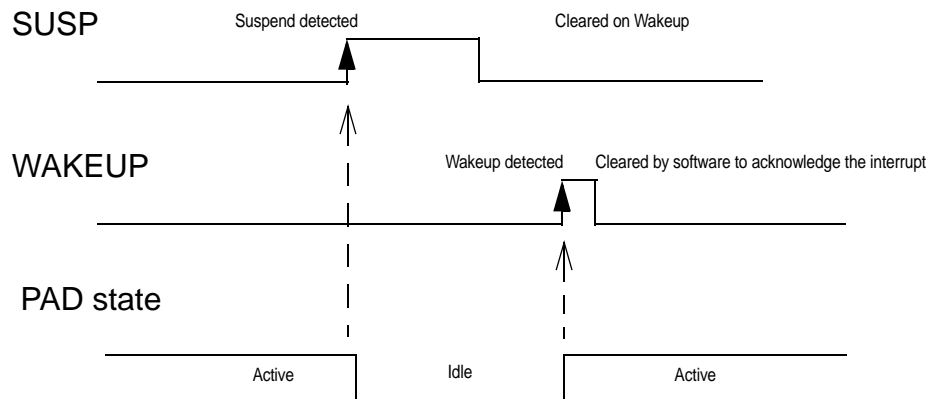 SUSP
Suspend detected
Cleared on Wakeup
WAKEUP
Wakeup detected
Cleared by software to acknowledge the interrupt
PAD state
Active
Idle
Active